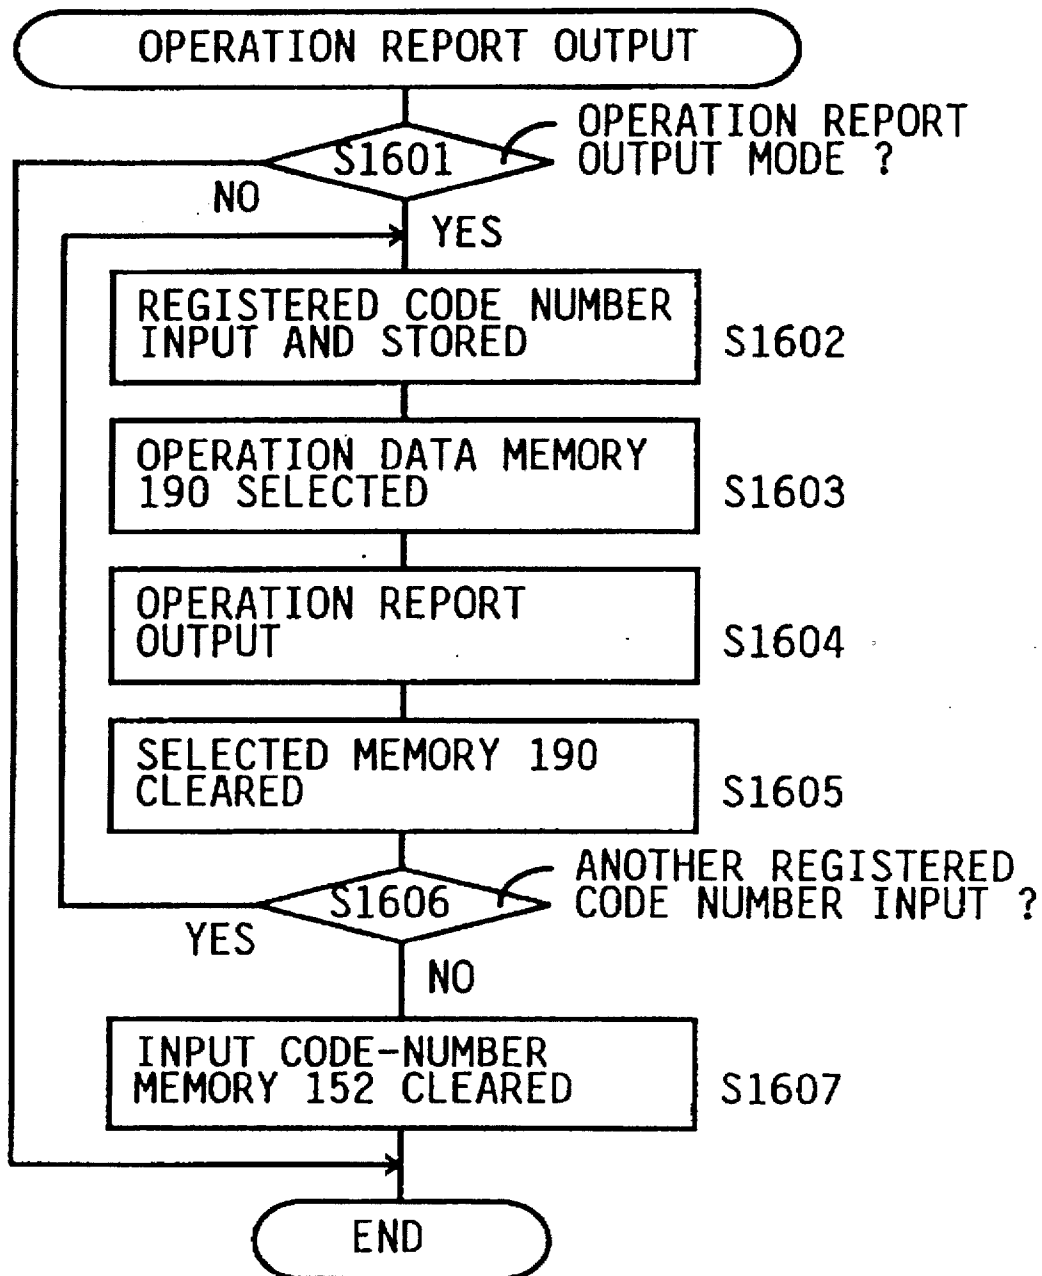 OPERATION REPORT OUTPUT
OPERATION REPORT
OUTPUT MODE ?
S1601
NO
YES
REGISTERED CODE NUMBER
INPUT AND STORED
S1602
OPERATION DATA MEMORY
190 SELECTED
S1603
OPERATION REPORT
OUTPUT
S1604
SELECTED MEMORY 190
CLEARED
S1605
ANOTHER REGISTERED
CODE NUMBER INPUT ?
S1606
YES
NO
INPUT CODE-NUMBER
MEMORY 152 CLEARED
S1607
END